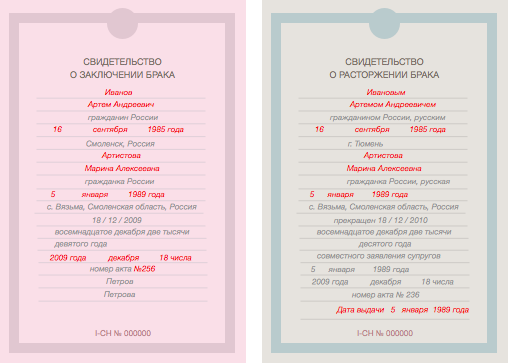 СВИДЕТЕЛЬСТВО
О ЗАКЛЮЧЕНИИ БРАКА
Иванов
Артем Андреевич
гражданин России
16 сентября 1985 года
Смоленск, Россия
Артистова
Марина Алексеевна
гражданка России
5 января 1989 года
с. Вязьма, Смоленская область, Россия
18 / 12 / 2009
восемнадцатое декабря две тысячи
девятого года
2009 года декабря 18 числа
номер акта №256
Петров
Петрова
I-СН № 000000
СВИДЕТЕЛЬСТВО
О РАСТОРЖЕНИИ БРАКА
Ивановым
Артемом Андреевичем
гражданином России, русским
16 сентября 1985 года
г. Тюмень
Артистова
Марина Алексеевна
гражданка России, русская
5 января 1989 года
с. Вязьма, Смоленская область, Россия
прекращен 18 / 12 / 2010
восемнадцатое декабря две тысячи
десятого года
совместного заявления супругов
5 января 1989 года
2009 года декабря 18 числа
номер акта № 236
Дата выдачи 5 января 1989 года
I-СН № 000000